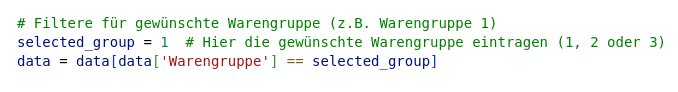 # Filtere für gewünschte Warengruppe (z.B. Warengruppe 1)
selected_group = 1  # Hier die gewünschte Warengruppe eintragen (1, 2 oder 3)
data = data[data['Warengruppe'] == selected_group]